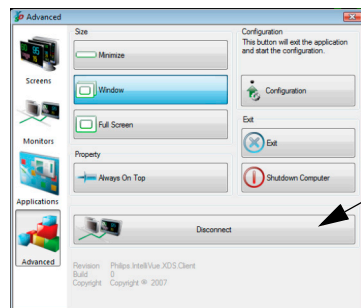 Advanced
Size
Minimize
Window
Full Screen
Property
Always On Top
Configuration
This button will exit the application
and start the configuration.
Configuration
Exit
Exit
Shutdown Computer
Disconnect
Screens
Monitors
Applications
Advanced
Revision Philips IntelliVue XDS Client
Build 0
Copyright Copyright © 2007